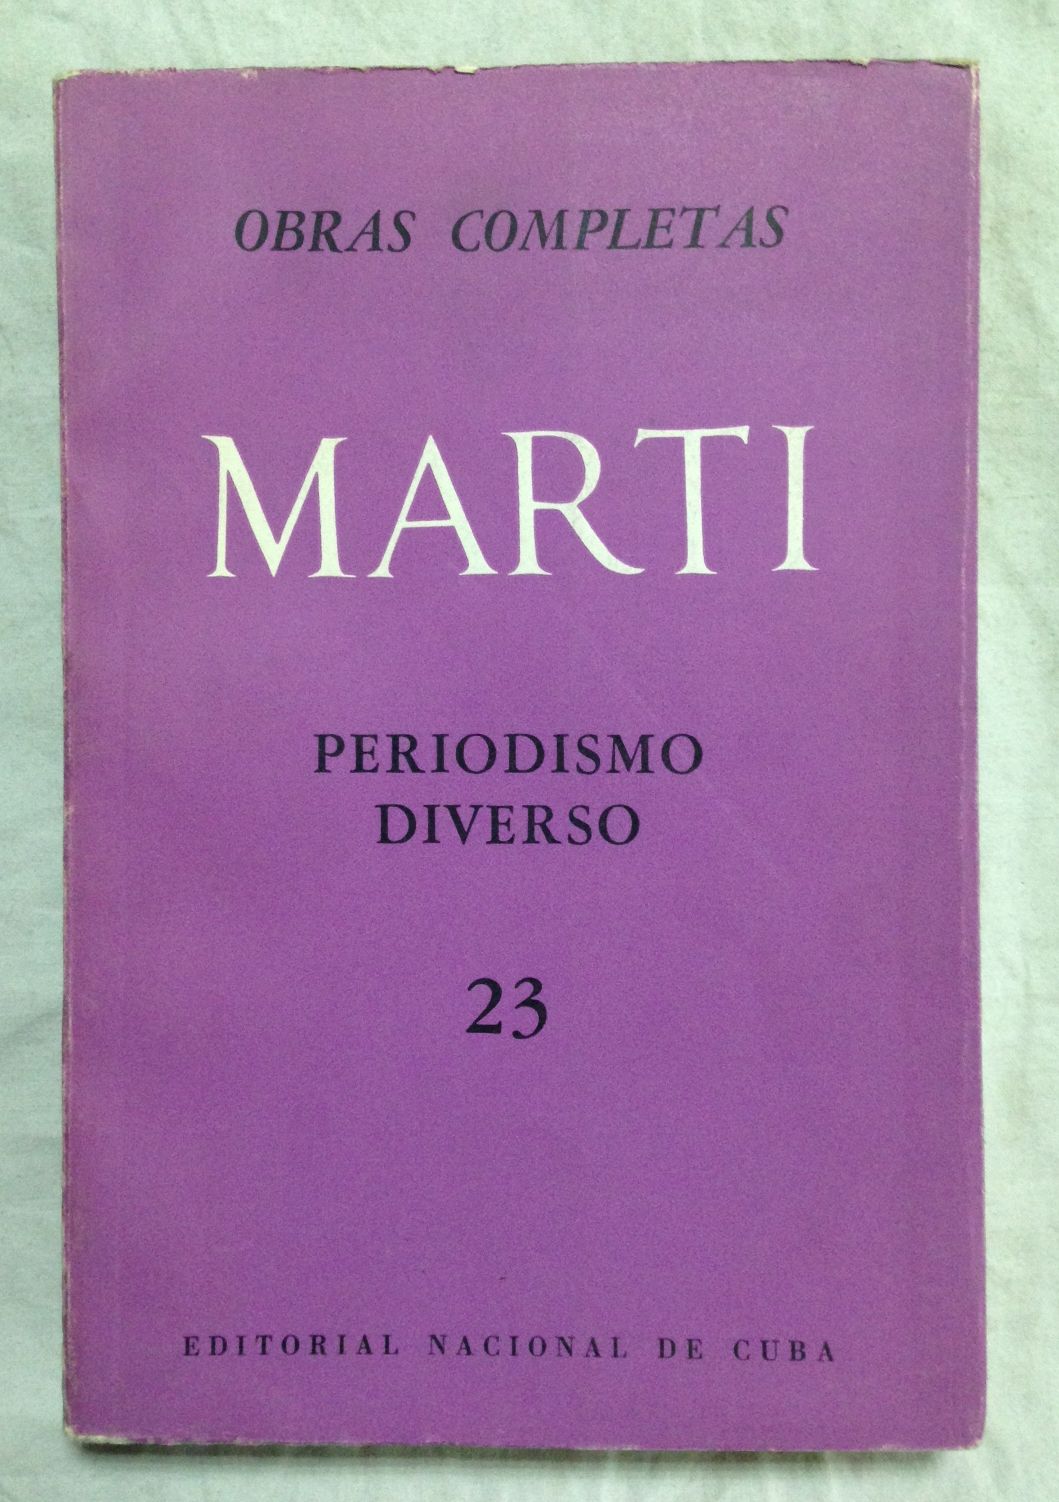 OBRAS COMPLETAS
MARTI
PERIODISMO
DIVERSO
23
EDITORIAL NACIONAL DE CUBA